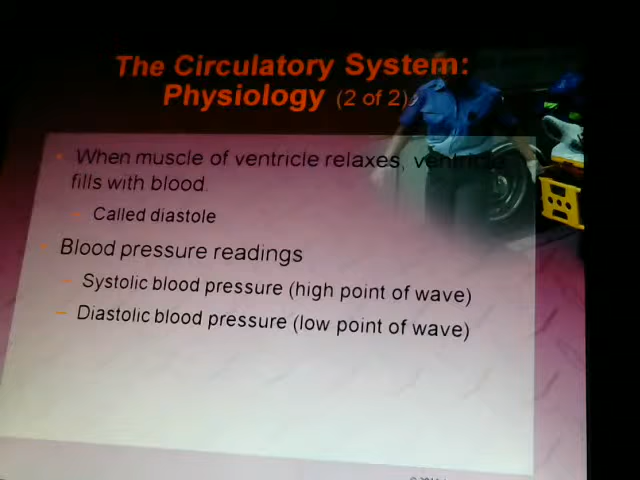 The Circulatory System:
Physiology (2 of 2)
When muscle of ventricle relaxes, ventricle
fills with blood.
– Called diastole
Blood pressure readings
– Systolic blood pressure (high point of wave)
– Diastolic blood pressure (low point of wave)